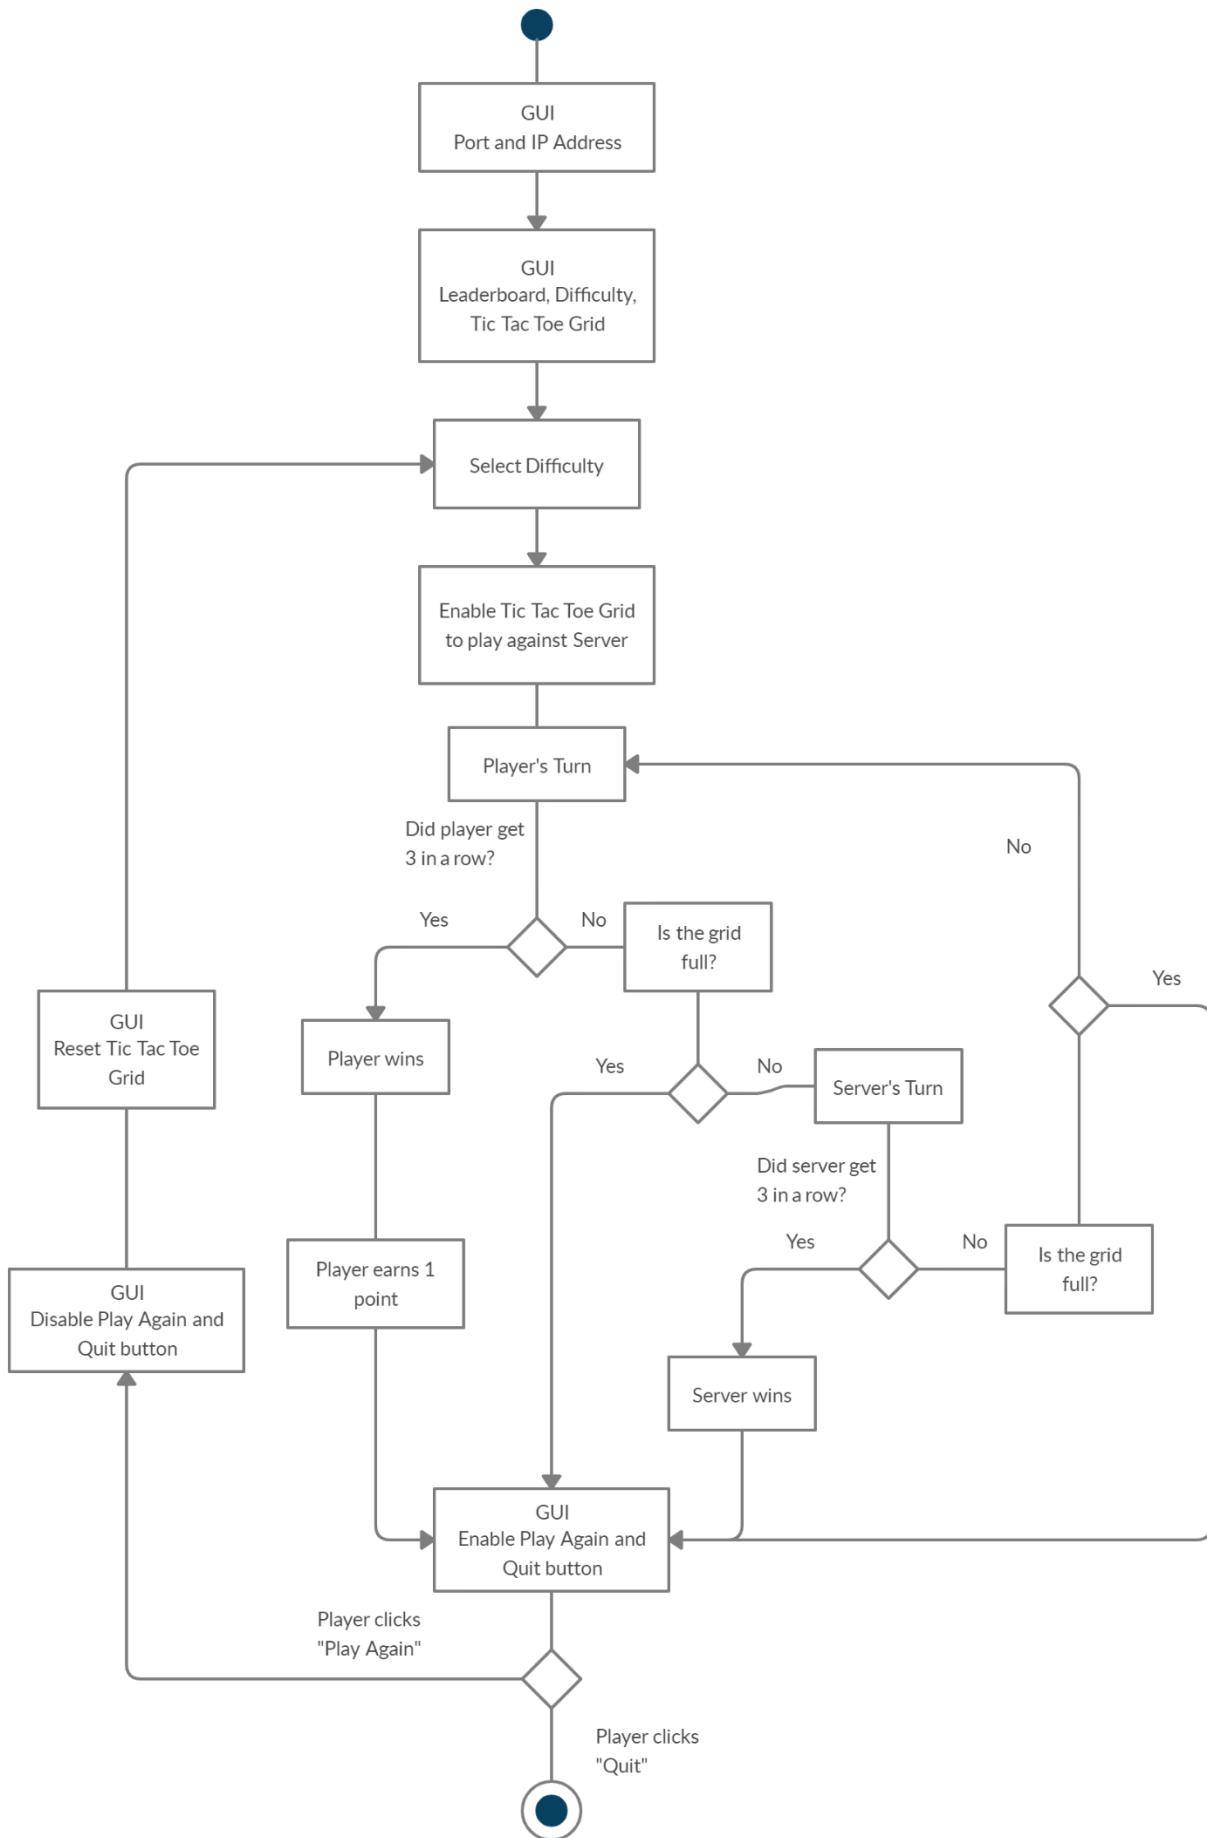 GUI
Port and IP Address
GUI
Leaderboard, Difficulty,
Tic Tac Toe Grid
Select Difficulty
Enable Tic Tac Toe Grid
to play against Server
Player's Turn
Did player get
3 in a row?
No
Yes
No
Is the grid
full?
Yes
GUI
Reset Tic Tac Toe
Grid
Player wins
Yes
No
Server's Turn
Did server get
3 in a row?
Yes
No
Is the grid
full?
Player earns 1
point
GUI
Disable Play Again and
Quit button
Server wins
GUI
Enable Play Again and
Quit button
Player clicks
"Play Again"
Player clicks
"Quit"